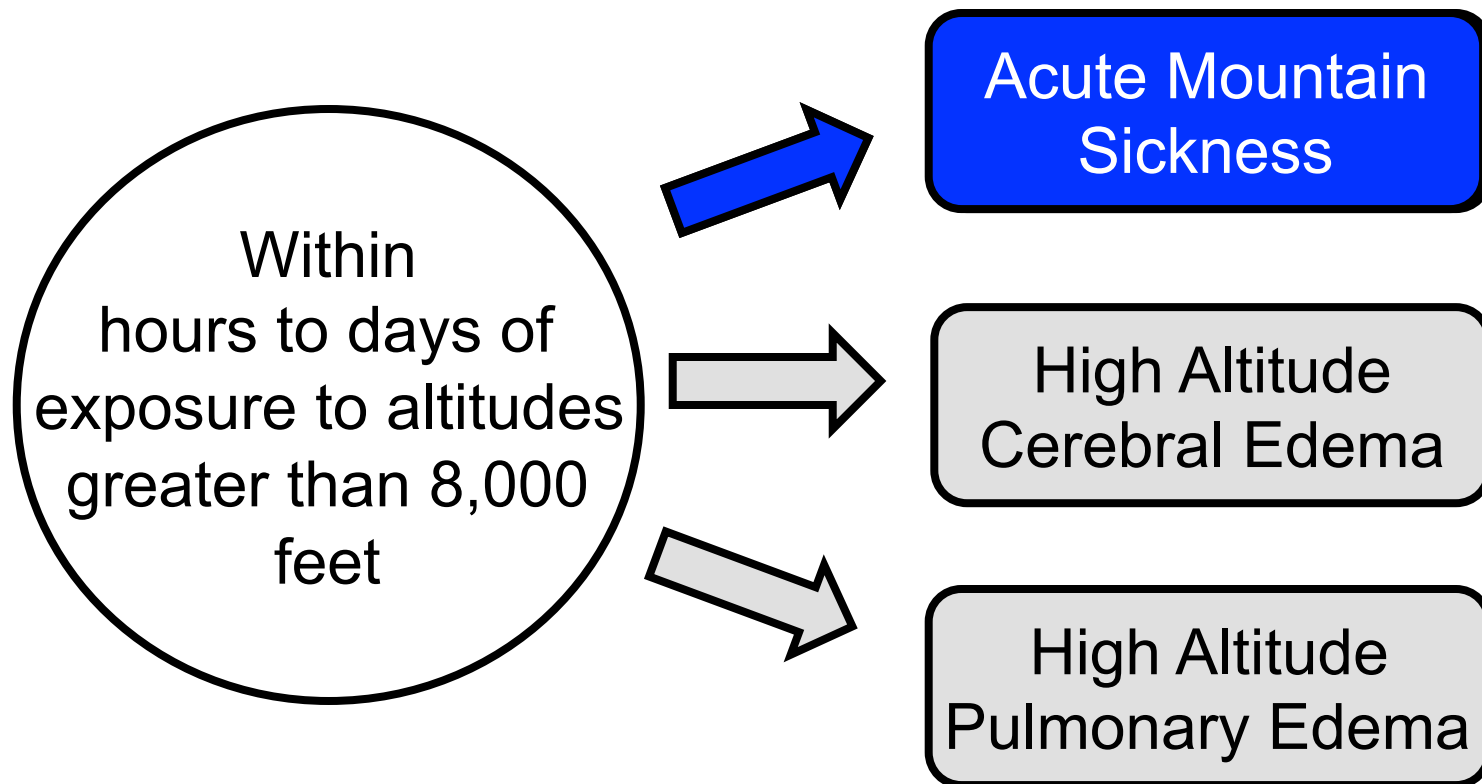 Within
hours to days of
exposure to altitudes
greater than 8,000
feet
Acute Mountain
Sickness
High Altitude
Cerebral Edema
High Altitude
Pulmonary Edema